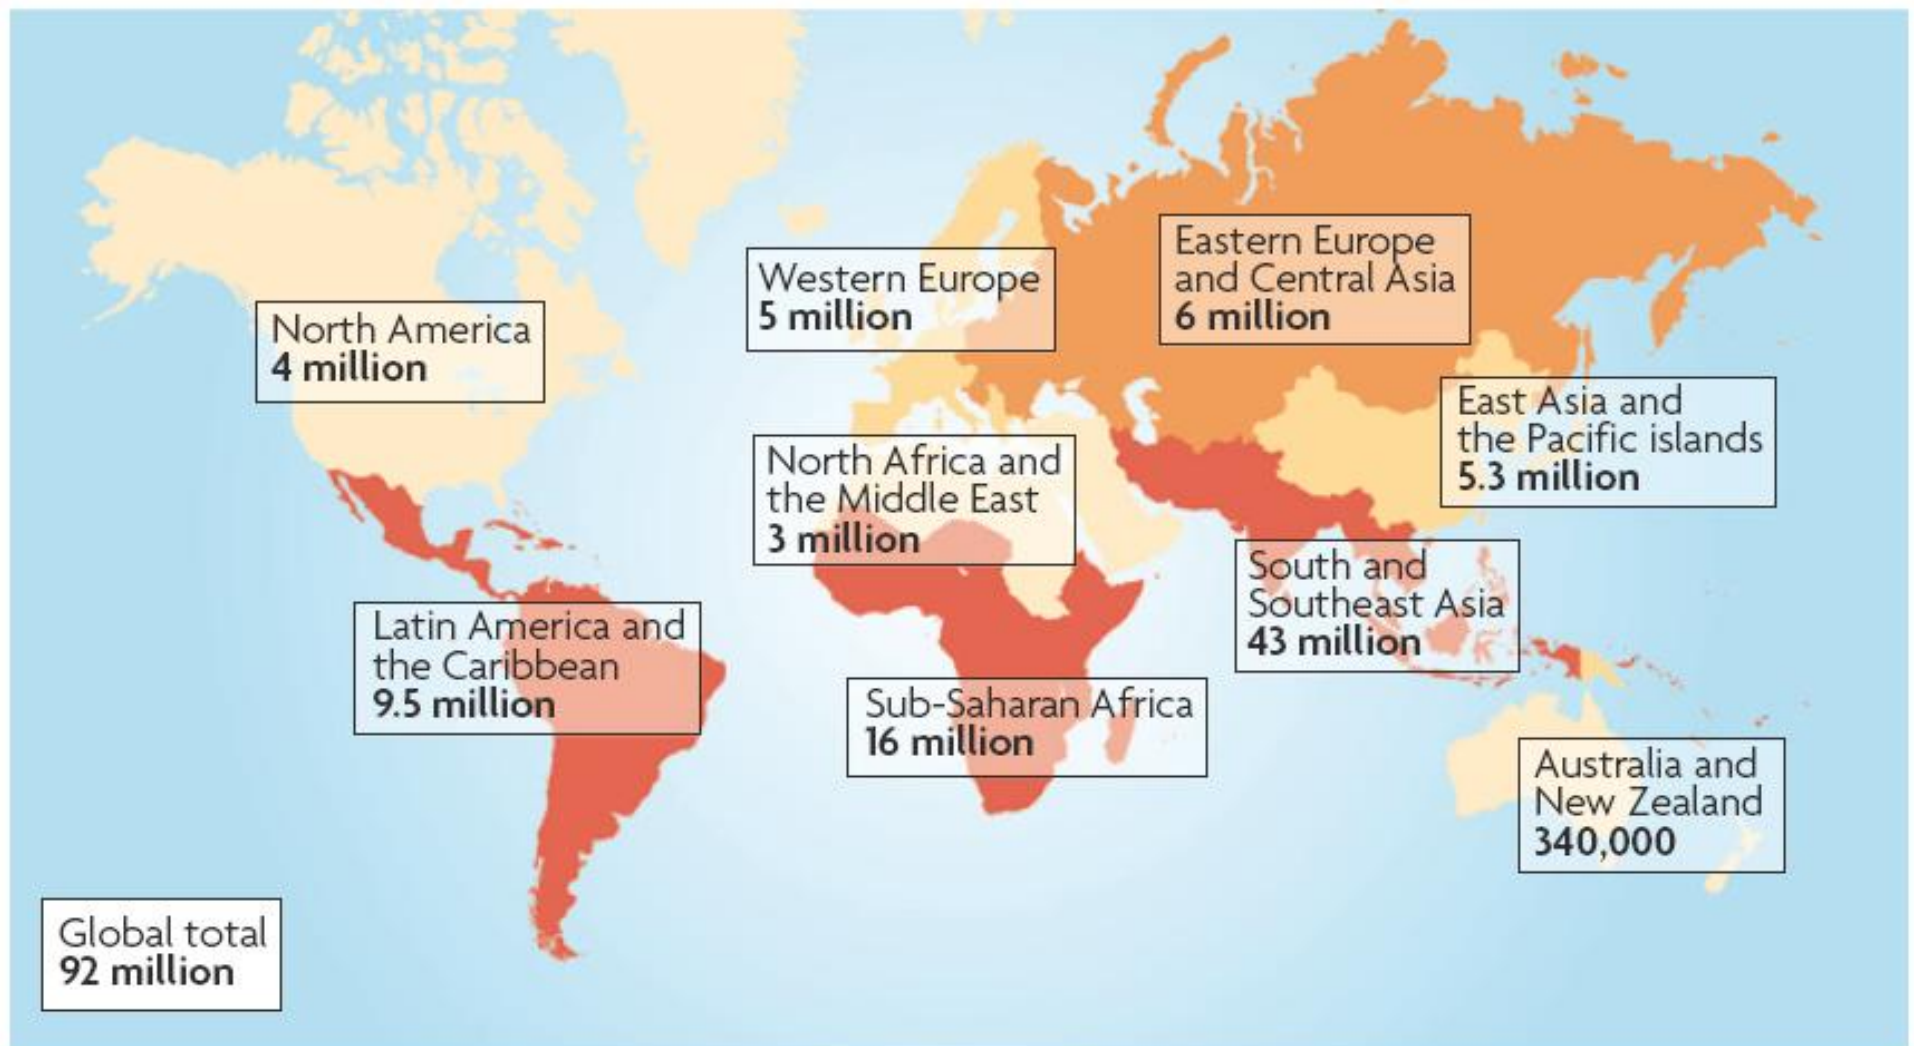 North America
4 million
Western Europe
5 million
Eastern Europe
and Central Asia
6 million
East Asia and
the Pacific islands
5.3 million
North Africa and
the Middle East
3 million
South and
Southeast Asia
43 million
Latin America and
the Caribbean
9.5 million
Sub-Saharan Africa
16 million
Australia and
New Zealand
340,000
Global total
92 million